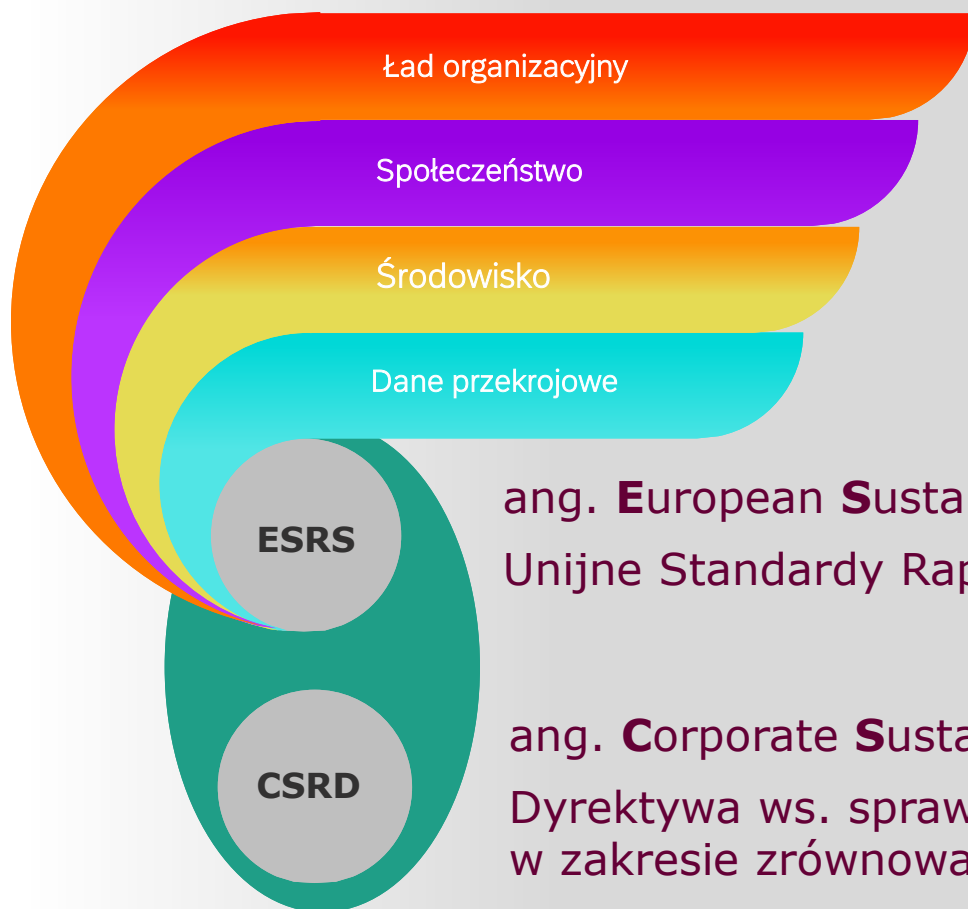 Ład organizacyjny
Społeczeństwo
Środowisko
Dane przekrojowe
ESRS
ang. European Susta
Unijne Standardy Rap
CSRD
ang. Corporate Susta
Dyrektywa ws. spraw
w zakresie zrównowa